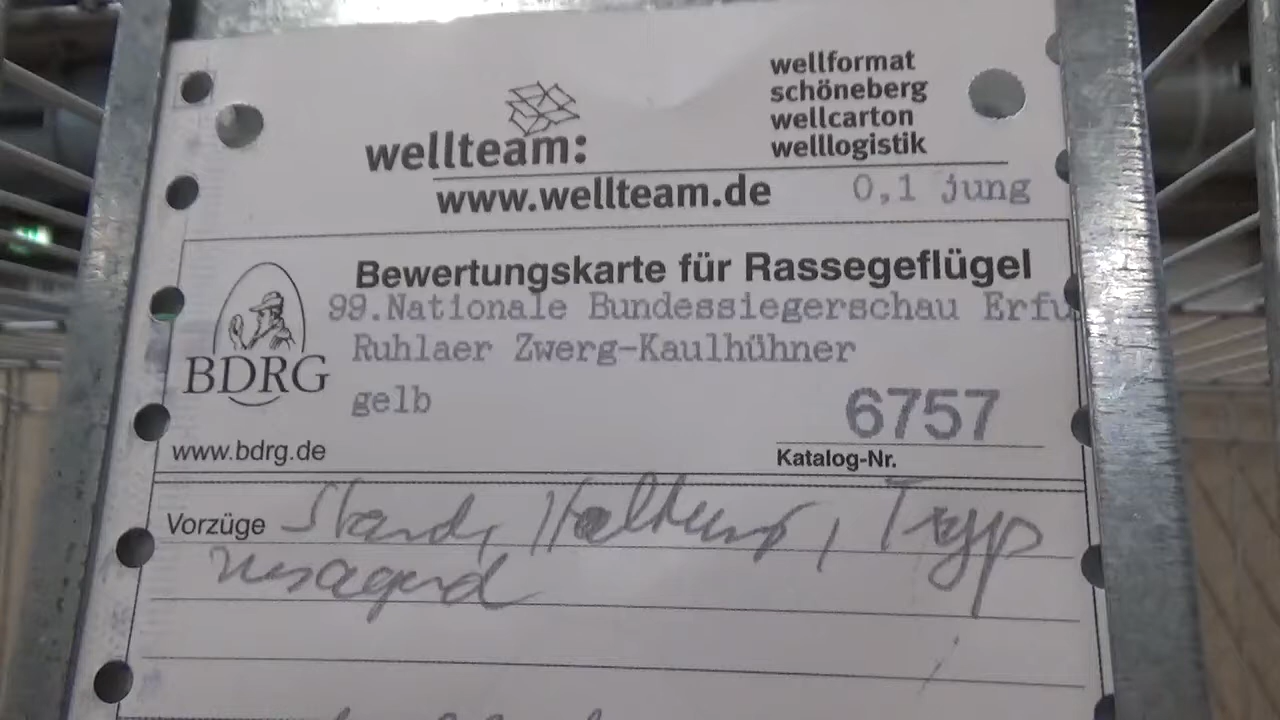 wellteam:
wellformat
schöneberg
wellcarton
welllogistik
www.wellteam.de
0,1 jung
Bewertungskarte für Rassegeflügel
99.Nationale Bundessiegerschau Erfu
Ruhlaer Zwerg-Kaulhühner
gelb
BDRG
www.bdrg.de
6757
Katalog-Nr.
Vorzüge Stand, Haltung, Typ
zusagend